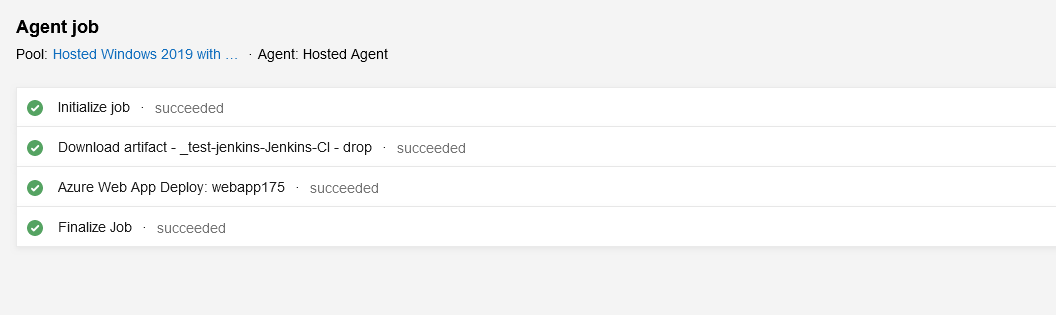 Agent job
Pool: Hosted Windows 2019 with ... · Agent: Hosted Agent
Initialize job · succeeded
Download artifact - _test-jenkins-Jenkins-CI - drop · succeeded
Azure Web App Deploy: webapp175 · succeeded
Finalize Job · succeeded